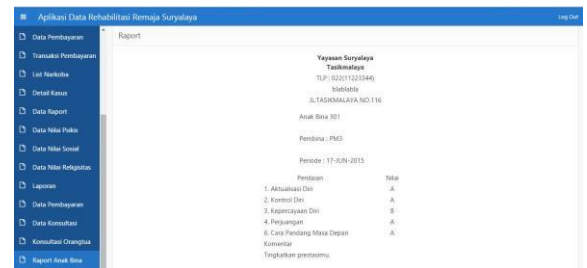 Aplikasi Data Rehabilitasi Remaja Suryalaya
Log Out
Data Pembayaran
Transaksi Pembayaran
List Narkoba
Detail Kasus
Data Raport
Data Nilai Psikis
Data Nilai Sosial
Data Nilai Religisitas
Laporan
Data Pembayaran
Data Konsultasi
Konsultasi Orangtua
Raport Anak Bina
Raport
Yayasan Suryalaya
Tasikmalaya
TLP : 022(11223344)
blablabla
JL.TASIKMALAYA NO.116
Anak Bina 301
Pembina : PM3
Periode : 17-JUN-2015
Penilaian Nilai
1. Aktualisasi Diri A
2. Kontrol Diri A
3. Kepercayaan Diri B
4. Perjuangan A
6. Cara Pandang Masa Depan A
Komentar
Tingkatkan prestasimu